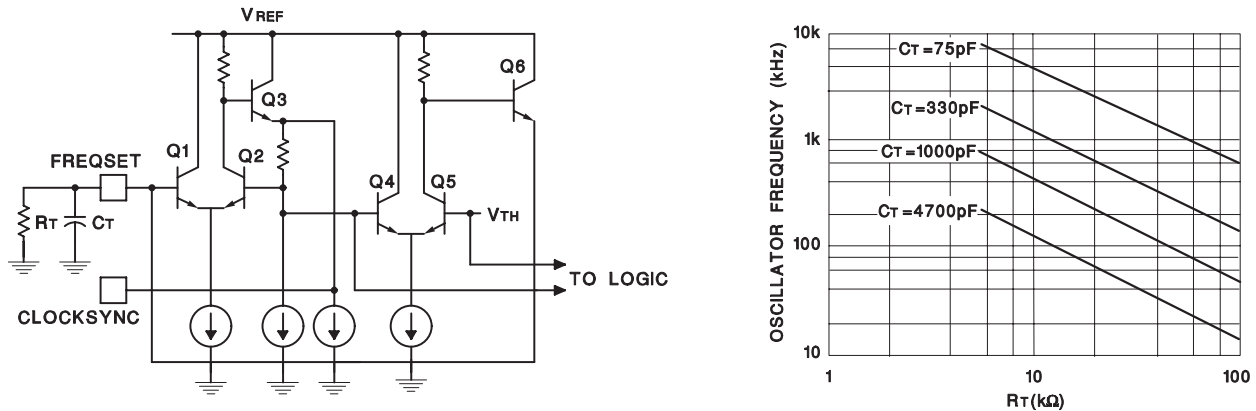 VREF
Q6
Q3
Q1
Q2
FREQSET
Q4
Q5
RT
CT
VTH
TO LOGIC
CLOCKSYNC
OSCILLATOR FREQUENCY (kHz)
10k
1k
100
10
CT=75pF
CT=330pF
CT=1000pF
CT=4700pF
1
10
100
RT(kΩ)